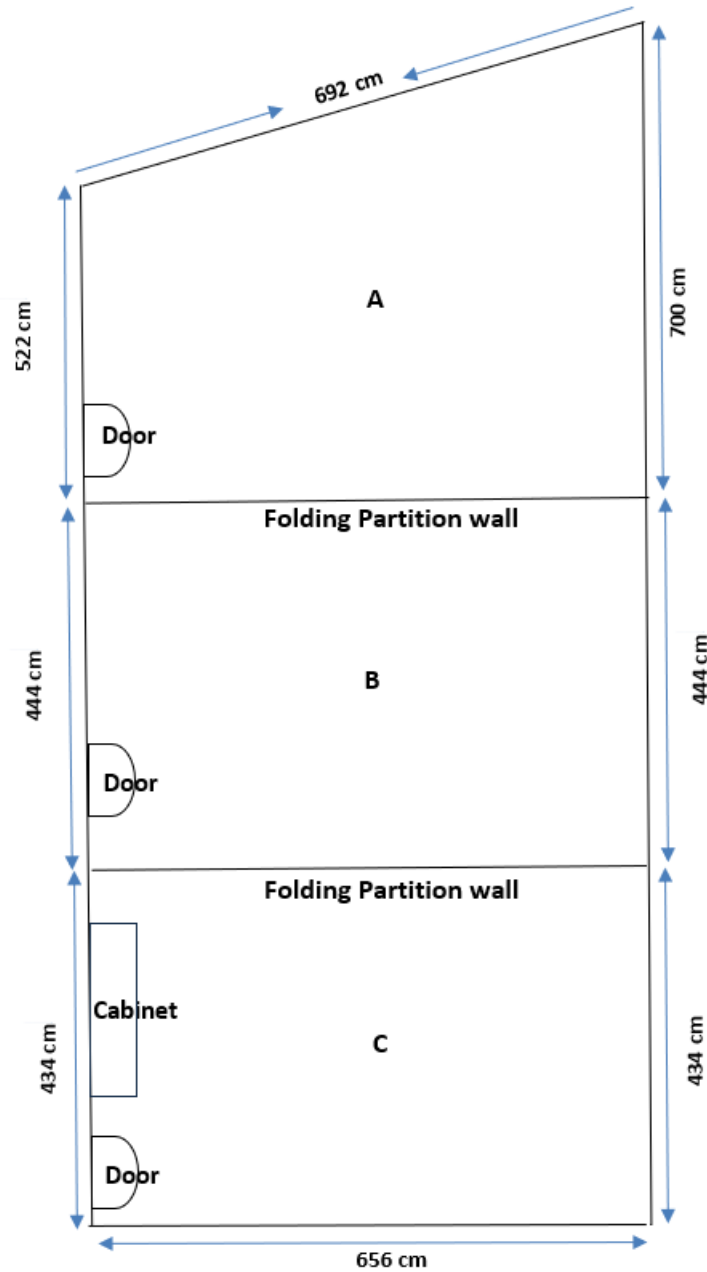 692 cm
522 cm
A
700 cm
Door
Folding Partition wall
444 cm
B
444 cm
Door
Folding Partition wall
Cabinet
434 cm
C
434 cm
Door
656 cm